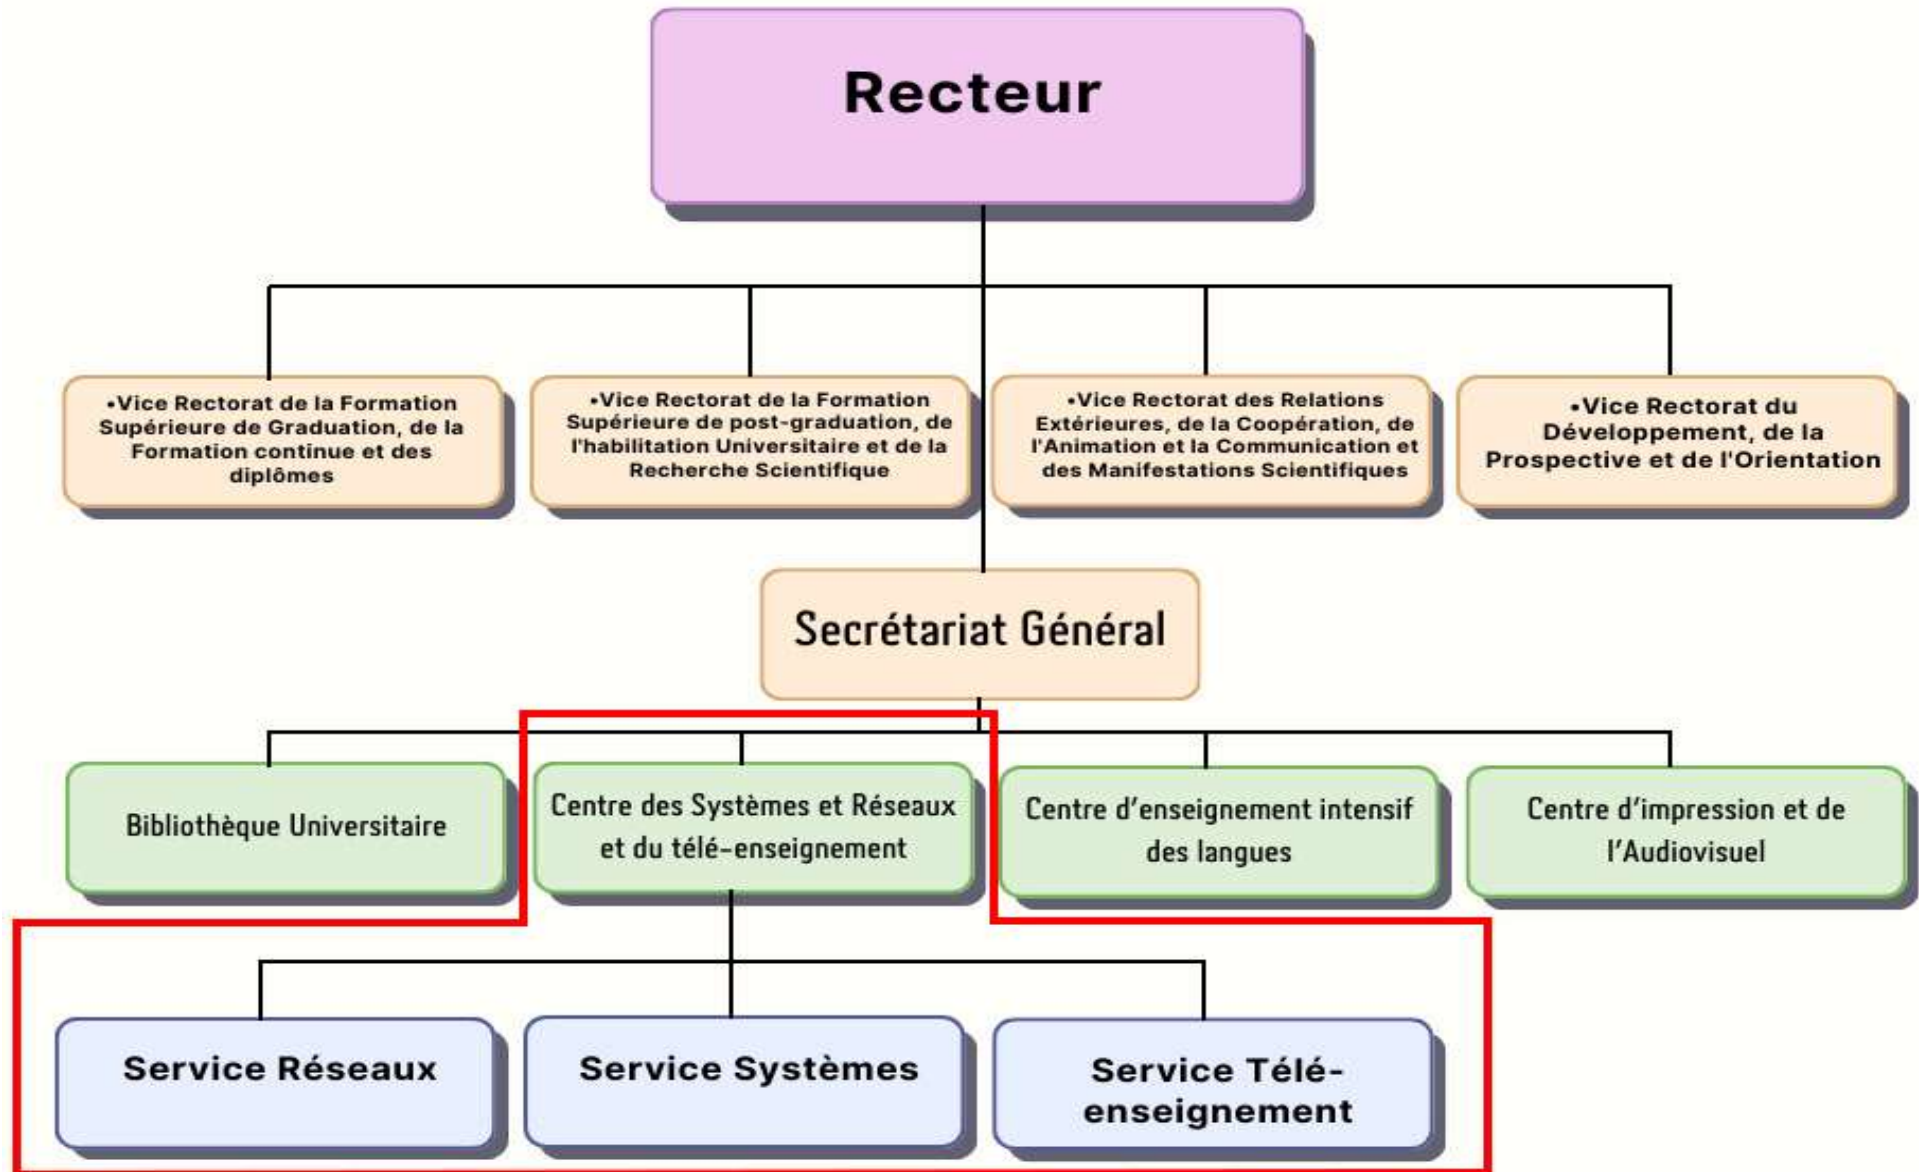 Recteur
•Vice Rectorat de la Formation
Supérieure de Graduation, de la
Formation continue et des
diplômes
•Vice Rectorat de la Formation
Supérieure de post-graduation, de
l'habilitation Universitaire et de la
Recherche Scientifique
•Vice Rectorat des Relations
Extérieures, de la Coopération, de
l'Animation et la Communication et
des Manifestations Scientifiques
•Vice Rectorat du
Développement, de la
Prospective et de l'Orientation
Secrétariat Général
Bibliothèque Universitaire
Centre des Systèmes et Réseaux
et du télé-enseignement
Centre d’enseignement intensif
des langues
Centre d’impression et de
l’Audiovisuel
Service Réseaux
Service Systèmes
Service Télé-
enseignement